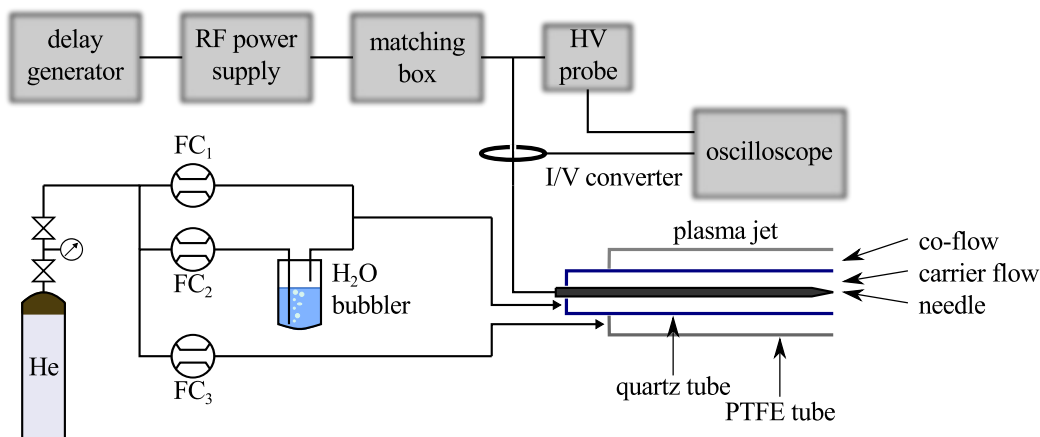 delay
generator
RF power
supply
matching
box
HV
probe
oscilloscope
I/V converter
FC₁
FC₂
H₂O
bubbler
FC₃
He
plasma jet
co-flow
carrier flow
needle
quartz tube
PTFE tube